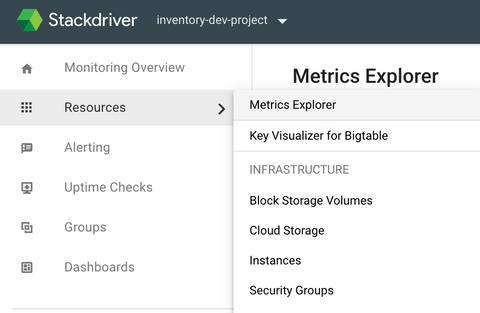 Stackdriver inventory-dev-project
Monitoring Overview
Metrics Explorer
Resources
Metrics Explorer
Key Visualizer for Bigtable
Alerting
Uptime Checks
Groups
Dashboards
INFRASTRUCTURE
Block Storage Volumes
Cloud Storage
Instances
Security Groups